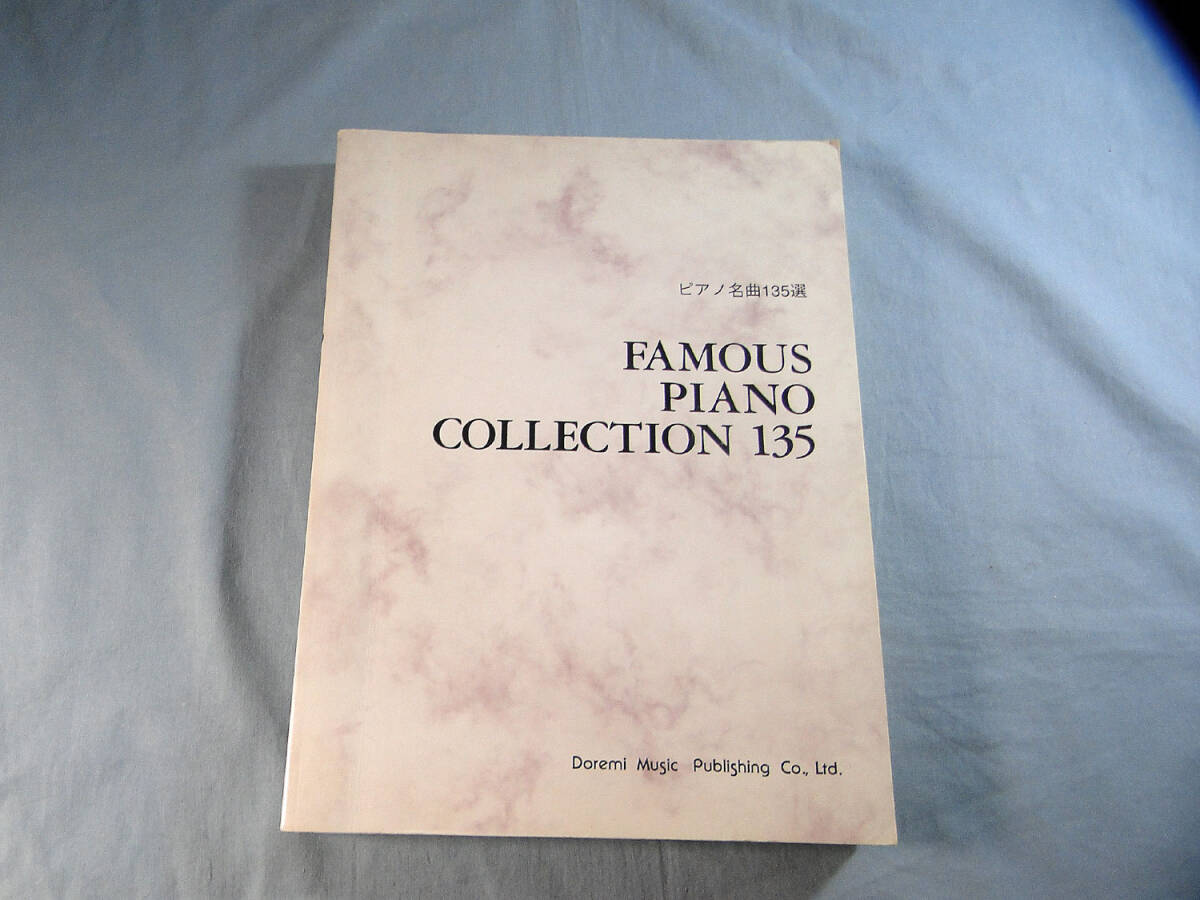 ピアノ名曲135選
FAMOUS
PIANO
COLLECTION 135
Doremi Music Publishing Co., Ltd.